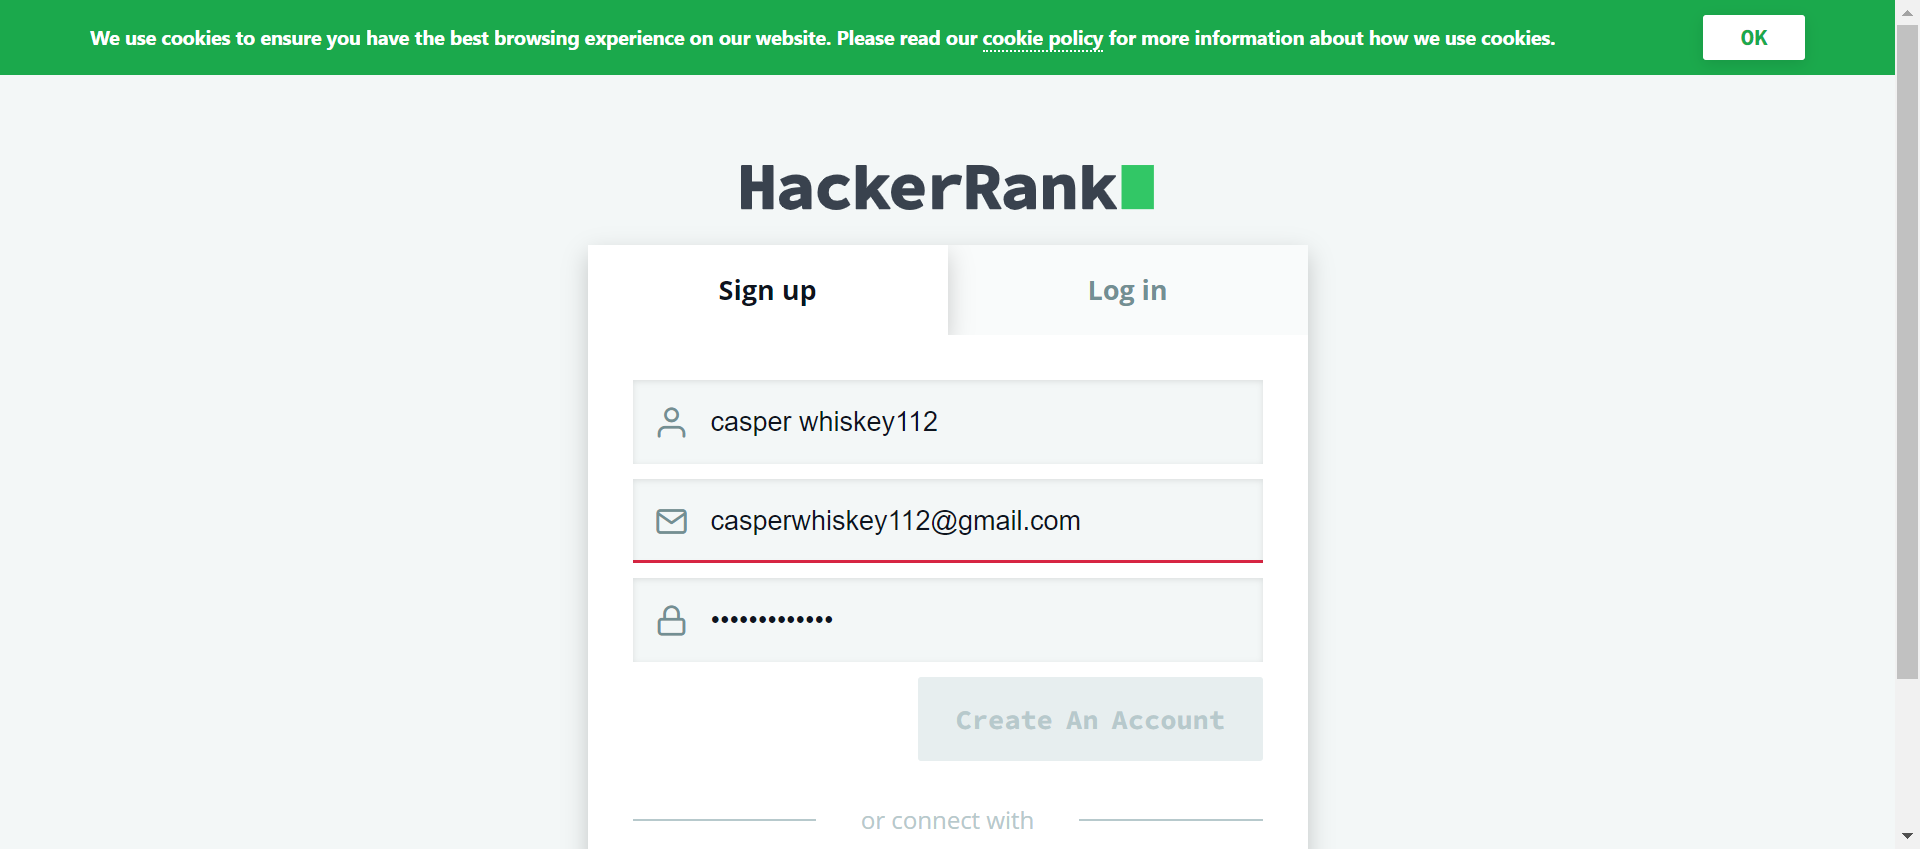 We use cookies to ensure you have the best browsing experience on our website. Please read our cookie policy for more information about how we use cookies.
OK
HackerRank
Sign up
Log in
casper whiskey112
casperwhiskey112@gmail.com
•••••••••••••
Create An Account
or connect with